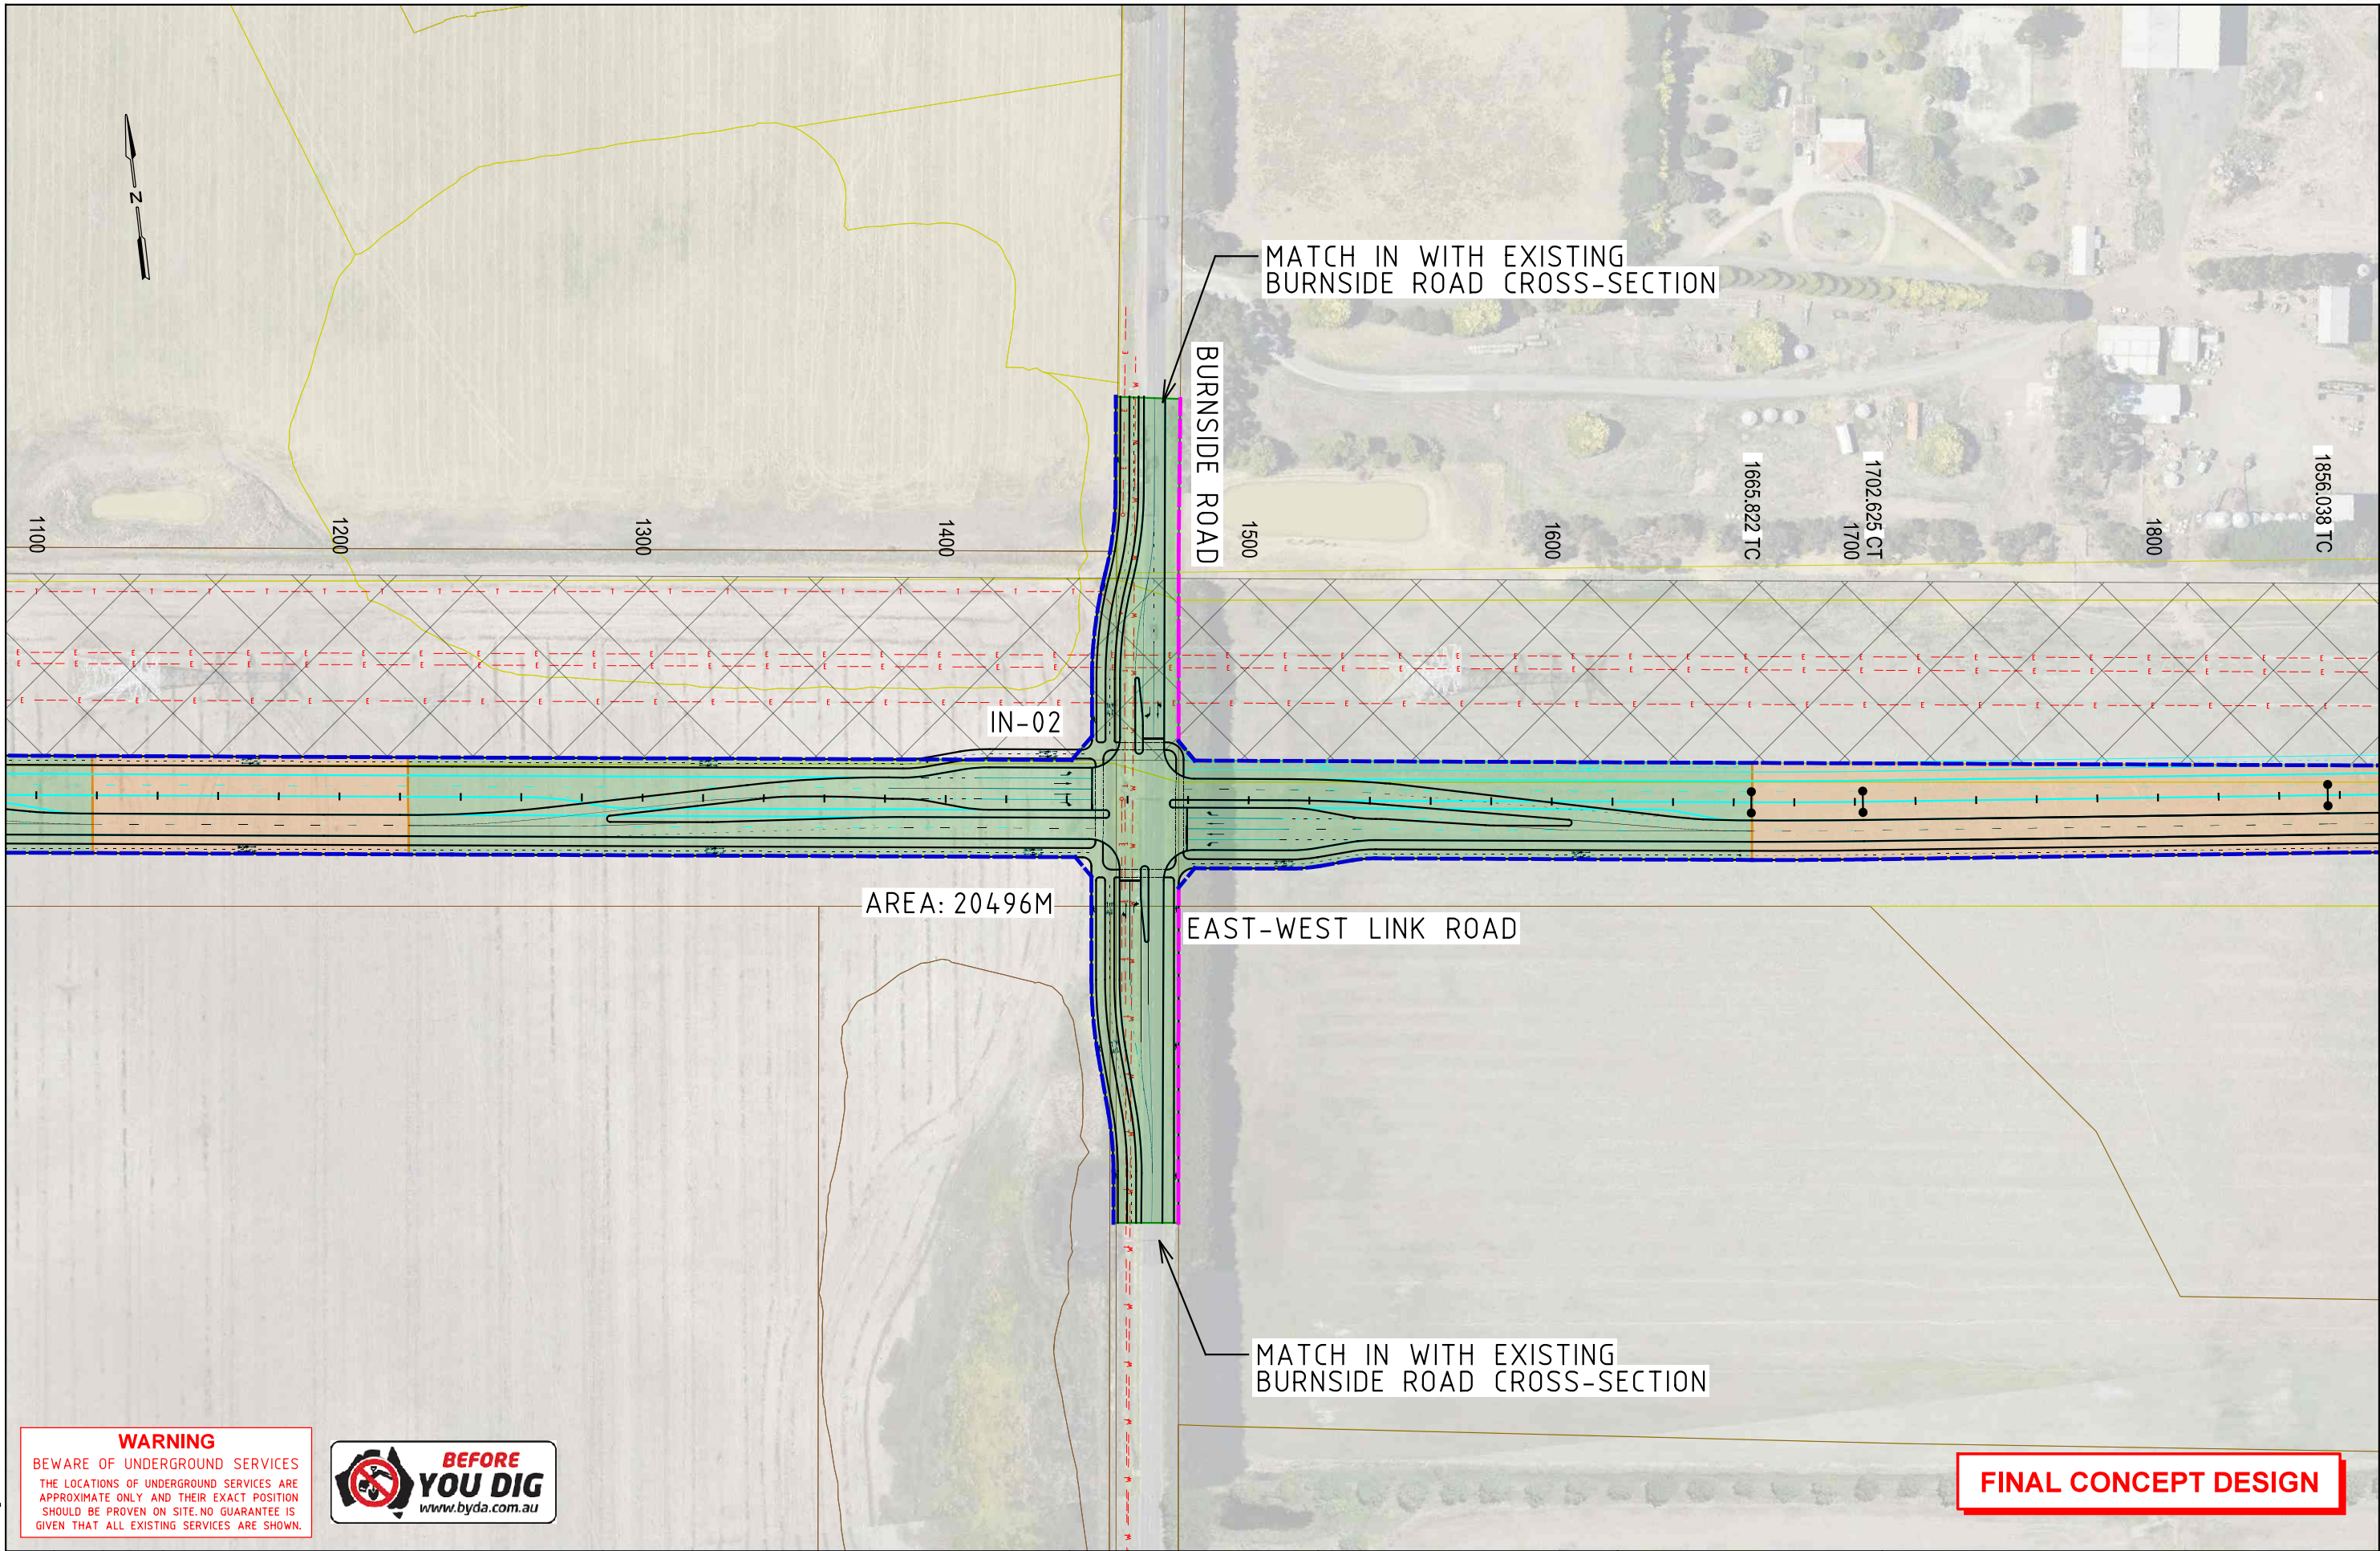 N
MATCH IN WITH EXISTING
BURNSIDE ROAD CROSS-SECTION
BURNSIDE ROAD
1100
1200
1300
1400
1500
1600
1665.822 TC
1700
1702.625 CT
1800
1856.038 TC
IN-02
AREA: 20496M
EAST-WEST LINK ROAD
MATCH IN WITH EXISTING
BURNSIDE ROAD CROSS-SECTION
WARNING
BEWARE OF UNDERGROUND SERVICES
THE LOCATIONS OF UNDERGROUND SERVICES ARE
APPROXIMATE ONLY AND THEIR EXACT POSITION
SHOULD BE PROVEN ON SITE. NO GUARANTEE IS
GIVEN THAT ALL EXISTING SERVICES ARE SHOWN.
BEFORE
YOU DIG
www.byda.com.au
FINAL CONCEPT DESIGN